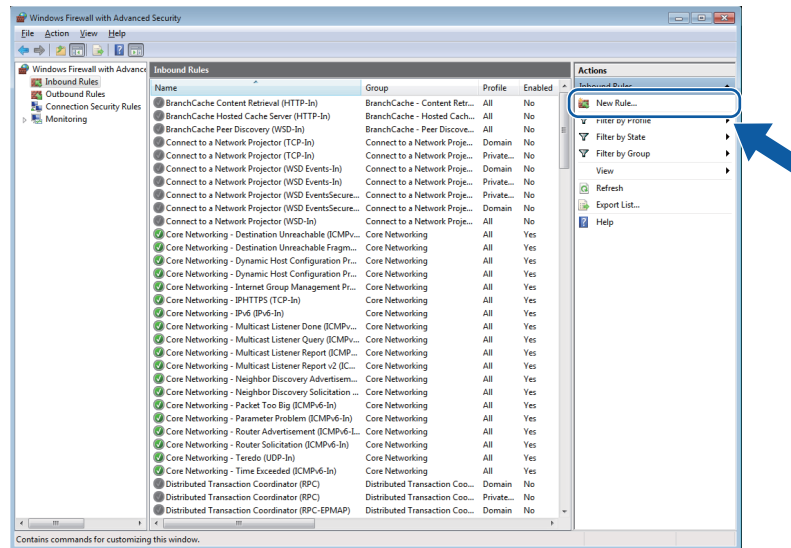 Windows Firewall with Advanced Security
File Action View Help
Windows Firewall with Advance
Inbound Rules
Outbound Rules
Connection Security Rules
Monitoring
Inbound Rules
Name Group Profile Enabled
BranchCache Content Retrieval (HTTP-In) BranchCache - Content Retr... All No
BranchCache Hosted Cache Server (HTTP-In) BranchCache - Hosted Cach... All No
BranchCache Peer Discovery (WSD-In) BranchCache - Peer Discove... All No
Connect to a Network Projector (TCP-In) Connect to a Network Proje... Domain No
Connect to a Network Projector (TCP-In) Connect to a Network Proje... Private... No
Connect to a Network Projector (WSD Events-In) Connect to a Network Proje... Domain No
Connect to a Network Projector (WSD Events-In) Connect to a Network Proje... Private... No
Connect to a Network Projector (WSD EventsSecure... Connect to a Network Proje... Private... No
Connect to a Network Projector (WSD EventsSecure... Connect to a Network Proje... Domain No
Connect to a Network Projector (WSD-In) Connect to a Network Proje... All No
Core Networking - Destination Unreachable (ICMPv... Core Networking All Yes
Core Networking - Destination Unreachable Fragm... Core Networking All Yes
Core Networking - Dynamic Host Configuration Pr... Core Networking All Yes
Core Networking - Dynamic Host Configuration Pr... Core Networking All Yes
Core Networking - Internet Group Management Pr... Core Networking All Yes
Core Networking - IPHTTPS (TCP-In) Core Networking All Yes
Core Networking - IPv6 (IPv6-In) Core Networking All Yes
Core Networking - Multicast Listener Done (ICMPv... Core Networking All Yes
Core Networking - Multicast Listener Query (ICMPv... Core Networking All Yes
Core Networking - Multicast Listener Report (ICMP... Core Networking All Yes
Core Networking - Multicast Listener Report v2 (IC... Core Networking All Yes
Core Networking - Neighbor Discovery Advertisem... Core Networking All Yes
Core Networking - Neighbor Discovery Solicitation ... Core Networking All Yes
Core Networking - Packet Too Big (ICMPv6-In) Core Networking All Yes
Core Networking - Parameter Problem (ICMPv6-In) Core Networking All Yes
Core Networking - Router Advertisement (ICMPv6-I... Core Networking All Yes
Core Networking - Router Solicitation (ICMPv6-In) Core Networking All Yes
Core Networking - Teredo (UDP-In) Core Networking All Yes
Core Networking - Time Exceeded (ICMPv6-In) Core Networking All Yes
Distributed Transaction Coordinator (RPC) Distributed Transaction Coo... Domain No
Distributed Transaction Coordinator (RPC) Distributed Transaction Coo... Private... No
Distributed Transaction Coordinator (RPC-EPMAP) Distributed Transaction Coo... Domain No
Actions
Inbound Rules
New Rule...
Filter by Profile
Filter by State
Filter by Group
View
Refresh
Export List...
Help
Contains commands for customizing this window.